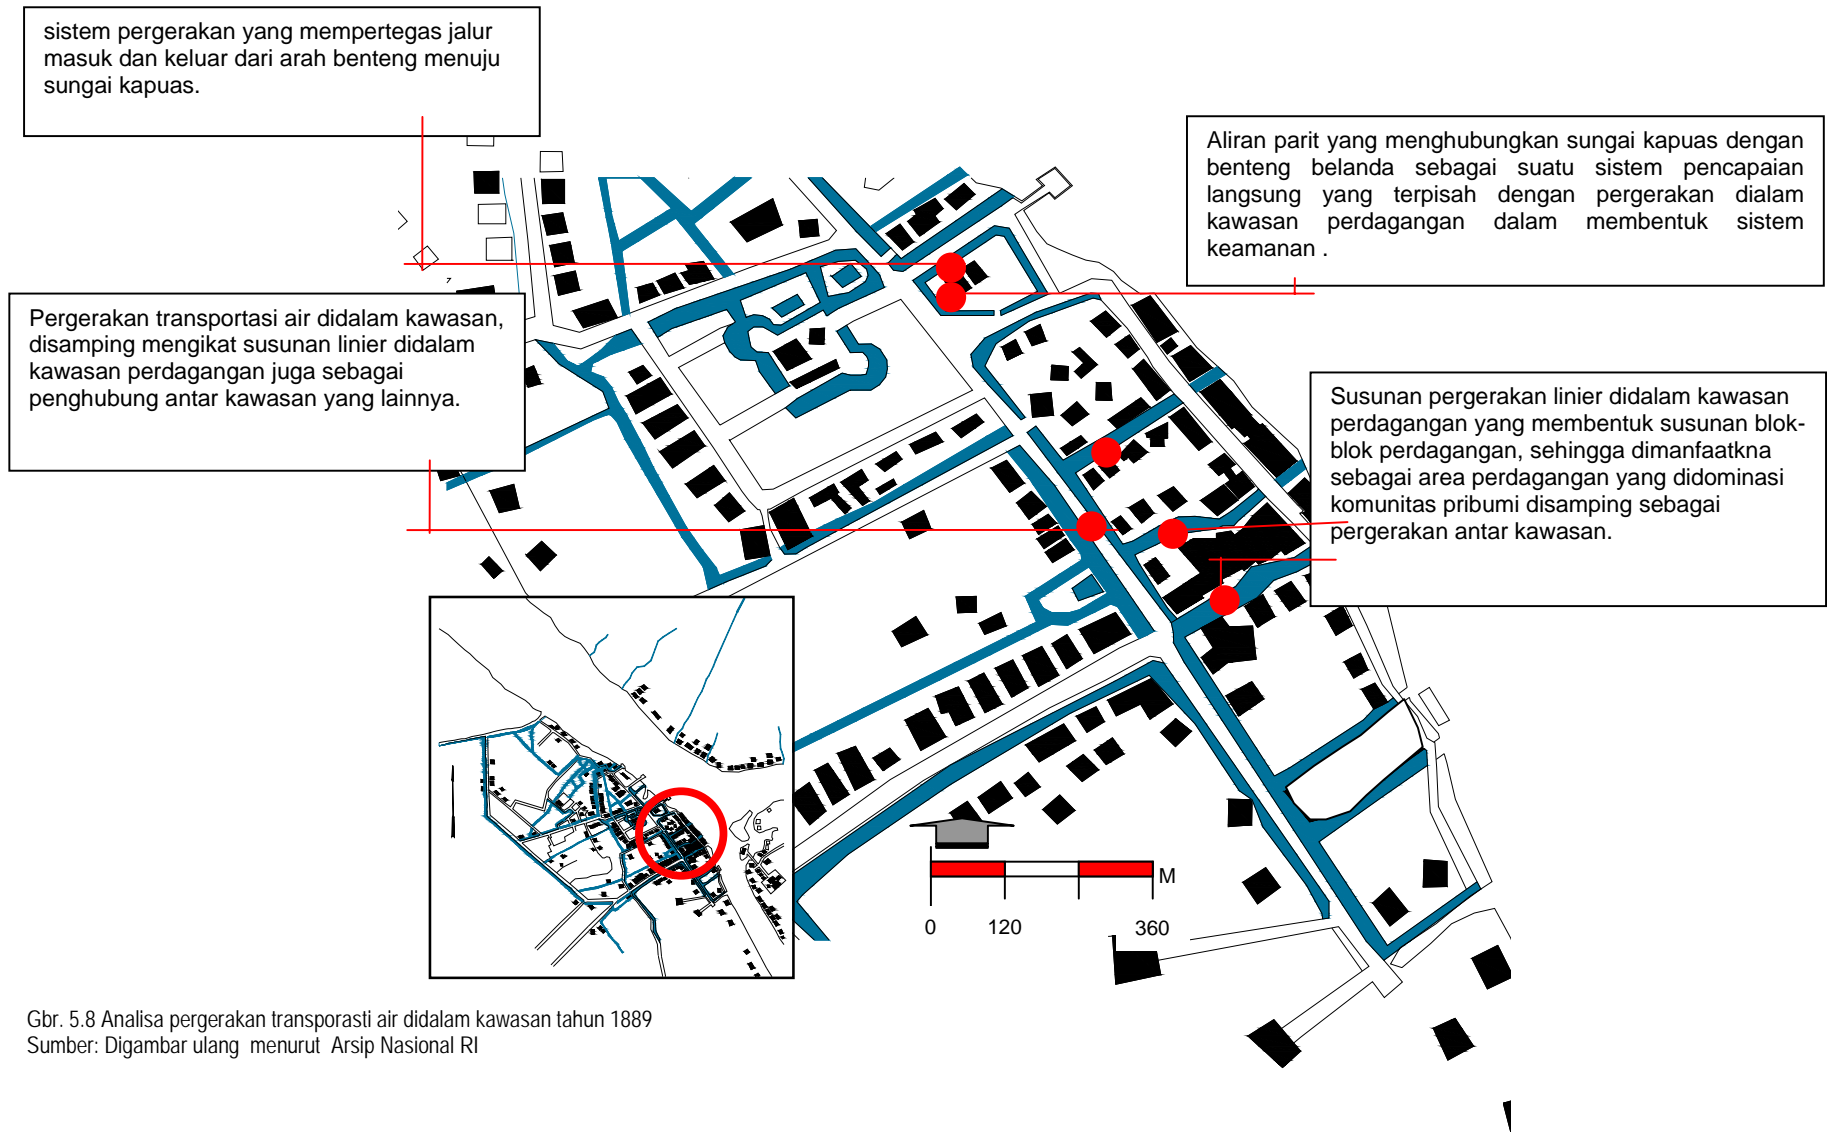 sistem pergerakan yang mempertegas jalur
masuk dan keluar dari arah benteng menuju
sungai kapuas.
Aliran parit yang menghubungkan sungai kapuas dengan
benteng belanda sebagai suatu sistem pencapaian
langsung yang terpisah dengan pergerakan dialam
kawasan perdagangan dalam membentuk sistem
keamanan .
Pergerakan transportasi air didalam kawasan,
disamping mengikat susunan linier didalam
kawasan perdagangan juga sebagai
penghubung antar kawasan yang lainnya.
Susunan pergerakan linier didalam kawasan
perdagangan yang membentuk susunan blok-
blok perdagangan, sehingga dimanfaatkna
sebagai area perdagangan yang didominasi
komunitas pribumi disamping sebagai
pergerakan antar kawasan.
M
0 120 360
Gbr. 5.8 Analisa pergerakan transporasti air didalam kawasan tahun 1889
Sumber: Digambar ulang menurut Arsip Nasional RI